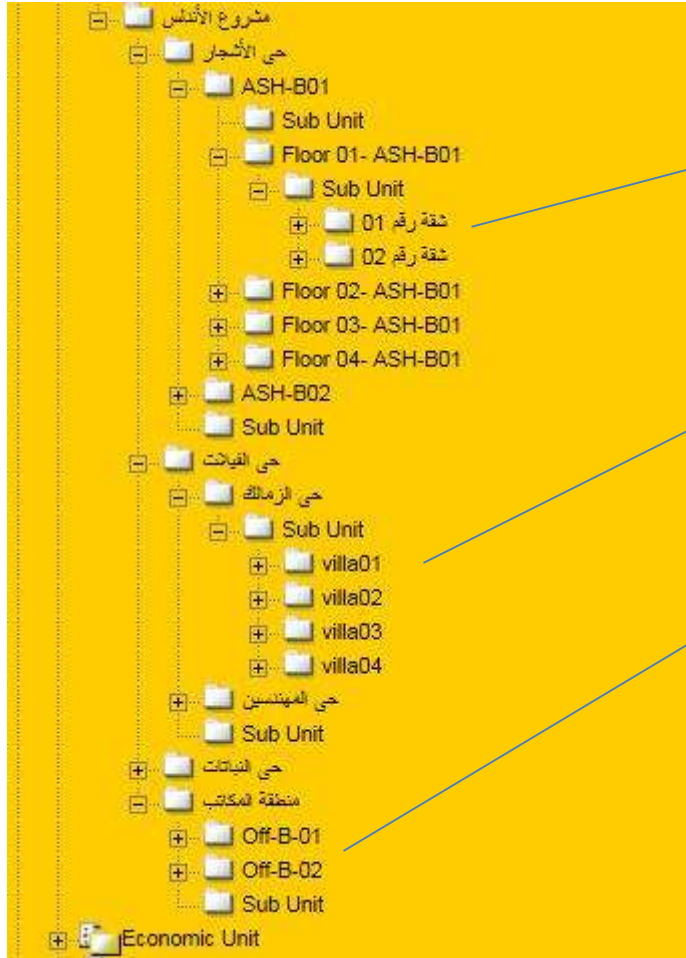 مشروع الأندلس
حى الأشجار
ASH-B01
Sub Unit
Floor 01- ASH-B01
Sub Unit
شقة رقم 01
شقة رقم 02
Floor 02- ASH-B01
Floor 03- ASH-B01
Floor 04- ASH-B01
ASH-B02
Sub Unit
حى الفيلات
حى الزمالك
Sub Unit
villa01
villa02
villa03
villa04
حى المهندسين
Sub Unit
حى النباتات
منطقة المكاتب
Off-B-01
Off-B-02
Sub Unit
Economic Unit